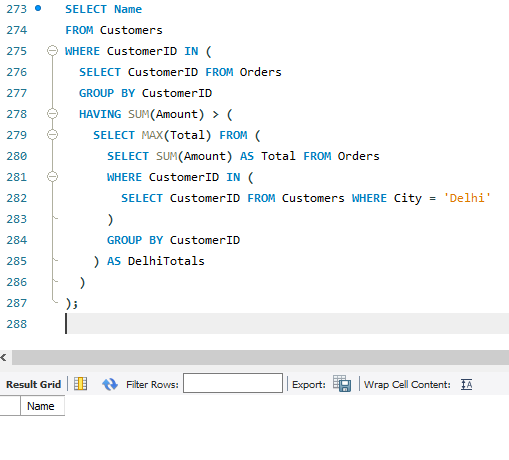 273 SELECT Name
274 FROM Customers
275 WHERE CustomerID IN (
276 SELECT CustomerID FROM Orders
277 GROUP BY CustomerID
278 HAVING SUM(Amount) > (
279 SELECT MAX(Total) FROM (
280 SELECT SUM(Amount) AS Total FROM Orders
281 WHERE CustomerID IN (
282 SELECT CustomerID FROM Customers WHERE City = 'Delhi'
283 )
284 GROUP BY CustomerID
285 ) AS DelhiTotals
286 )
287 );
288
Result Grid Filter Rows: Export: Wrap Cell Content:
Name